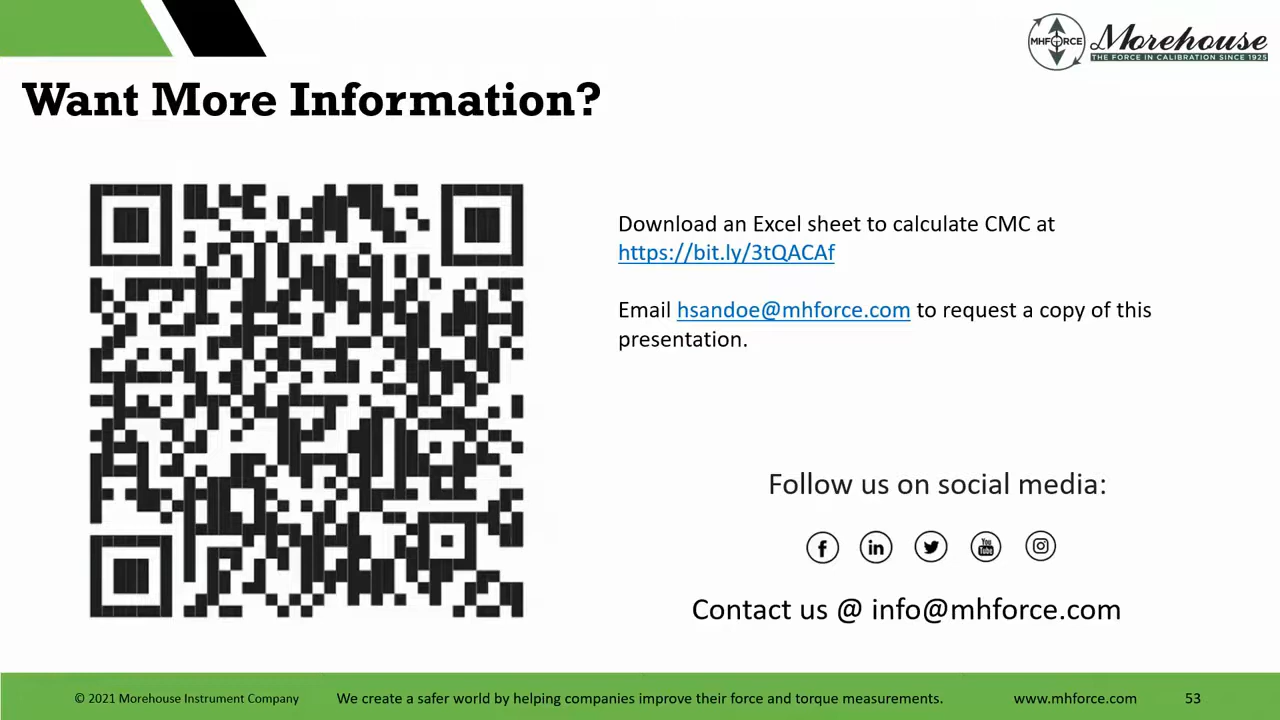 MHFORCE
Morehouse
THE FORCE IN CALIBRATION SINCE 1925
Want More Information?
Download an Excel sheet to calculate CMC at
https://bit.ly/3tQACAf
Email hsandoe@mhforce.com to request a copy of this
presentation.
Follow us on social media:
f in You Tube
Contact us @ info@mhforce.com
© 2021 Morehouse Instrument Company We create a safer world by helping companies improve their force and torque measurements. www.mhforce.com 53